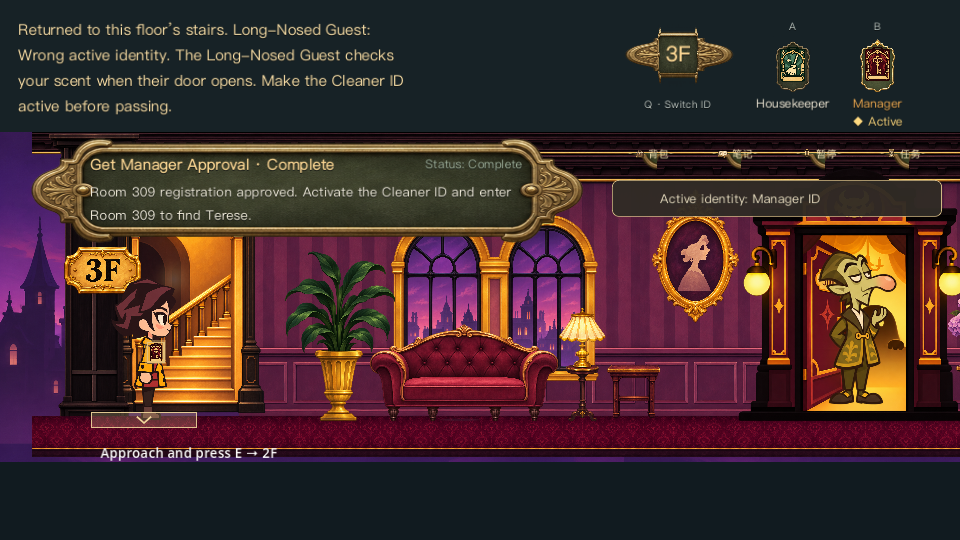 Returned to this floor's stairs. Long-Nosed Guest:
Wrong active identity. The Long-Nosed Guest checks
your scent when their door opens. Make the Cleaner ID
active before passing.
3F
Q · Switch ID
A
Housekeeper
B
Manager
◆ Active
Get Manager Approval · Complete
Status: Complete
Room 309 registration approved. Activate the Cleaner ID and enter
Room 309 to find Terese.
背包
笔记
暂停
任务
Active identity: Manager ID
3F
Approach and press E → 2F